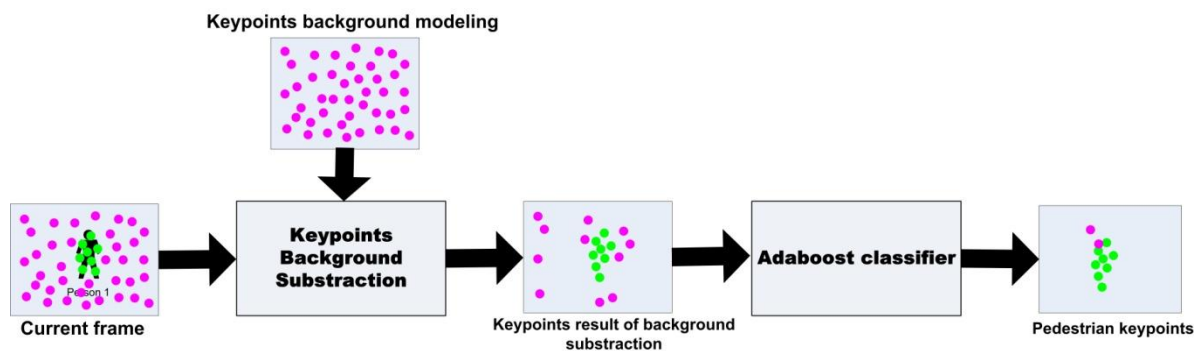 Keypoints background modeling
Keypoints
Background
Substraction
Adaboost classifier
Person 1
Current frame
Keypoints result of background
substraction
Pedestrian keypoints